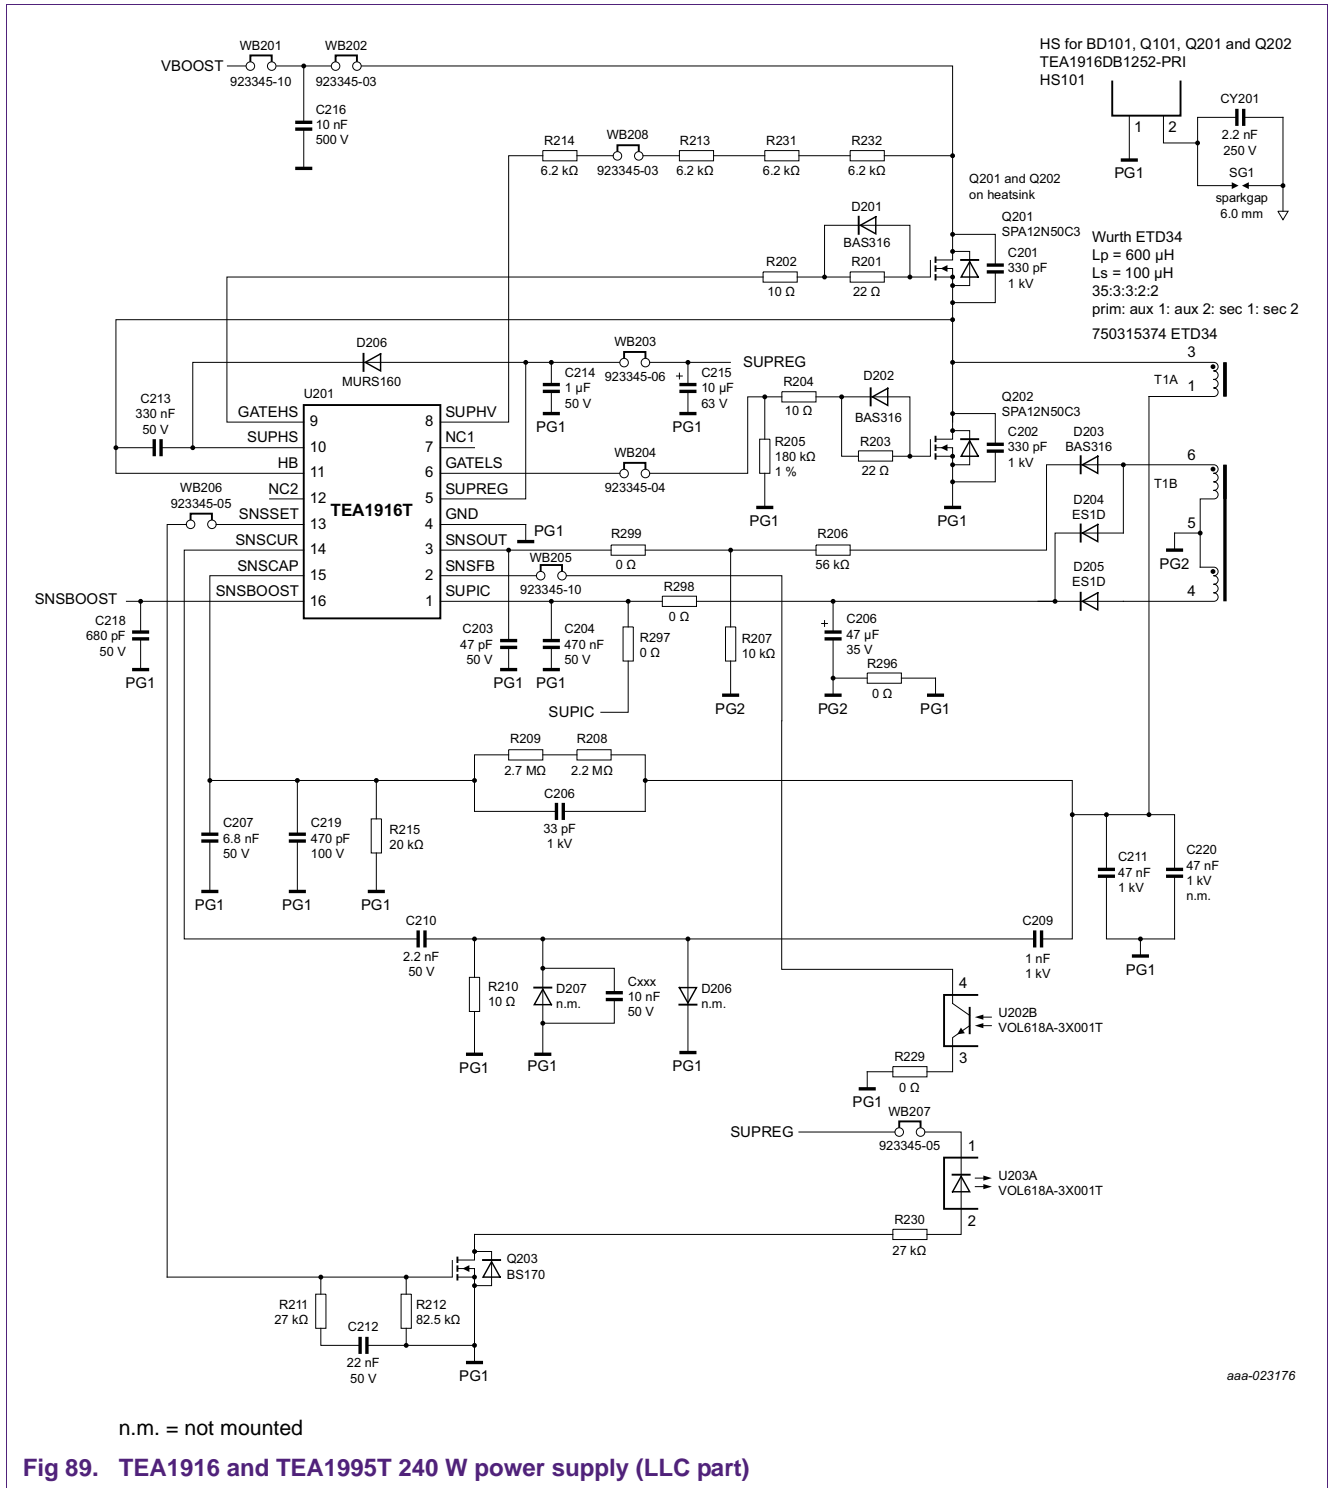 WB201
WB202
VBOOST
923345-10
923345-03
C216
10 nF
500 V
HS for BD101, Q101, Q201 and Q202
TEA1916DB1252-PRI
HS101
1
2
PG1
CY201
2.2 nF
250 V
SG1
sparkgap
6.0 mm
R214
6.2 kΩ
WB208
923345-03
R213
6.2 kΩ
R231
6.2 kΩ
R232
6.2 kΩ
Q201 and Q202
on heatsink
Q201
SPA12N50C3
C201
330 pF
1 kV
D201
BAS316
R202
10 Ω
R201
22 Ω
Wurth ETD34
Lp = 600 μH
Ls = 100 μH
35:3:3:2:2
prim: aux 1: aux 2: sec 1: sec 2
750315374 ETD34
3
T1A
1
D206
MURS160
WB203
923345-06
SUPREG
C214
1 μF
50 V
PG1
+
C215
10 μF
63 V
PG1
C213
330 nF
50 V
U201
TEA1916T
GATEHS
9
SUPHS
10
HB
11
NC2
12
SNSSET
13
SNSCUR
14
SNSCAP
15
SNSBOOST
16
8
SUPHV
7
NC1
6
GATELS
5
SUPREG
4
GND
3
SNSOUT
2
SNSFB
1
SUPIC
PG1
WB204
923345-04
R204
10 Ω
D202
BAS316
R203
22 Ω
R205
180 kΩ
1 %
PG1
Q202
SPA12N50C3
C202
330 pF
1 kV
PG1
D203
BAS316
D204
ES1D
D205
ES1D
6
T1B
5
PG2
4
WB206
923345-05
WB205
923345-10
R299
0 Ω
R206
56 kΩ
R298
0 Ω
SNSBOOST
C218
680 pF
50 V
PG1
C203
47 pF
50 V
PG1
C204
470 nF
50 V
PG1
R297
0 Ω
SUPIC
R207
10 kΩ
PG2
+
C206
47 μF
35 V
PG2
R296
0 Ω
PG1
R209
2.7 MΩ
R208
2.2 MΩ
C206
33 pF
1 kV
C207
6.8 nF
50 V
PG1
C219
470 pF
100 V
PG1
R215
20 kΩ
PG1
C211
47 nF
1 kV
C220
47 nF
1 kV
n.m.
PG1
C210
2.2 nF
50 V
C209
1 nF
1 kV
R210
10 Ω
PG1
D207
n.m.
PG1
Cxxx
10 nF
50 V
D206
n.m.
PG1
4
U202B
VOL618A-3X001T
3
R229
0 Ω
PG1
WB207
SUPREG
923345-05
1
U203A
VOL618A-3X001T
2
R230
27 kΩ
Q203
BS170
R211
27 kΩ
R212
82.5 kΩ
C212
22 nF
50 V
PG1
aaa-023176
n.m. = not mounted
Fig 89. TEA1916 and TEA1995T 240 W power supply (LLC part)